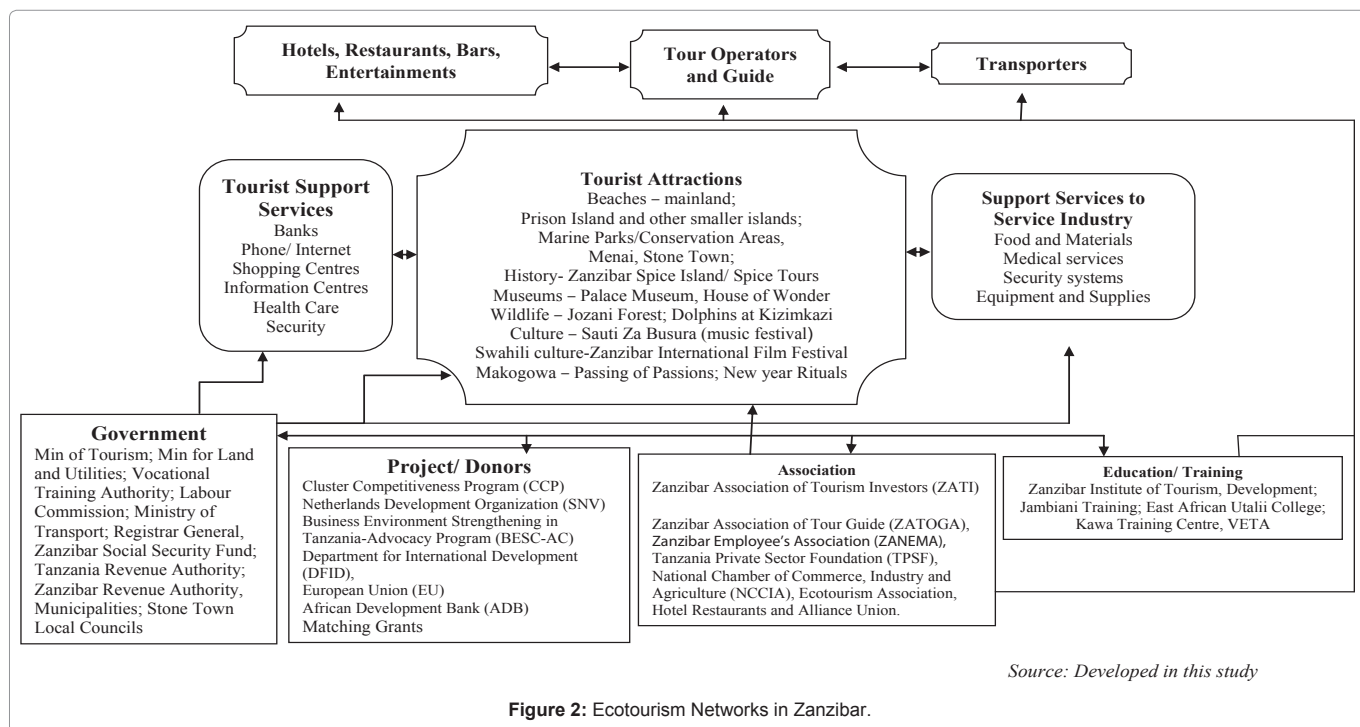 Hotels, Restaurants, Bars,
Entertainments
Tour Operators
and Guide
Transporters
Tourist Support
Services
Banks
Phone/ Internet
Shopping Centres
Information Centres
Health Care
Security
Tourist Attractions
Beaches – mainland;
Prison Island and other smaller islands;
Marine Parks/Conservation Areas,
Menai, Stone Town;
History- Zanzibar Spice Island/ Spice Tours
Museums – Palace Museum, House of Wonder
Wildlife – Jozani Forest; Dolphins at Kizimkazi
Culture – Sauti Za Busura (music festival)
Swahili culture-Zanzibar International Film Festival
Makogowa – Passing of Passions; New year Rituals
Support Services to
Service Industry
Food and Materials
Medical services
Security systems
Equipment and Supplies
Government
Min of Tourism; Min for Land
and Utilities; Vocational
Training Authority; Labour
Commission; Ministry of
Transport; Registrar General,
Zanzibar Social Security Fund;
Tanzania Revenue Authority;
Zanzibar Revenue Authority,
Municipalities; Stone Town
Local Councils
Project/ Donors
Cluster Competitiveness Program (CCP)
Netherlands Development Organization (SNV)
Business Environment Strengthening in
Tanzania-Advocacy Program (BESC-AC)
Department for International Development
(DFID),
European Union (EU)
African Development Bank (ADB)
Matching Grants
Association
Zanzibar Association of Tourism Investors (ZATI)
Zanzibar Association of Tour Guide (ZATOGA),
Zanzibar Employee's Association (ZANEMA),
Tanzania Private Sector Foundation (TPSF),
National Chamber of Commerce, Industry and
Agriculture (NCCIA), Ecotourism Association,
Hotel Restaurants and Alliance Union.
Education/ Training
Zanzibar Institute of Tourism, Development;
Jambiani Training; East African Utalii College;
Kawa Training Centre, VETA
Source: Developed in this study
Figure 2: Ecotourism Networks in Zanzibar.